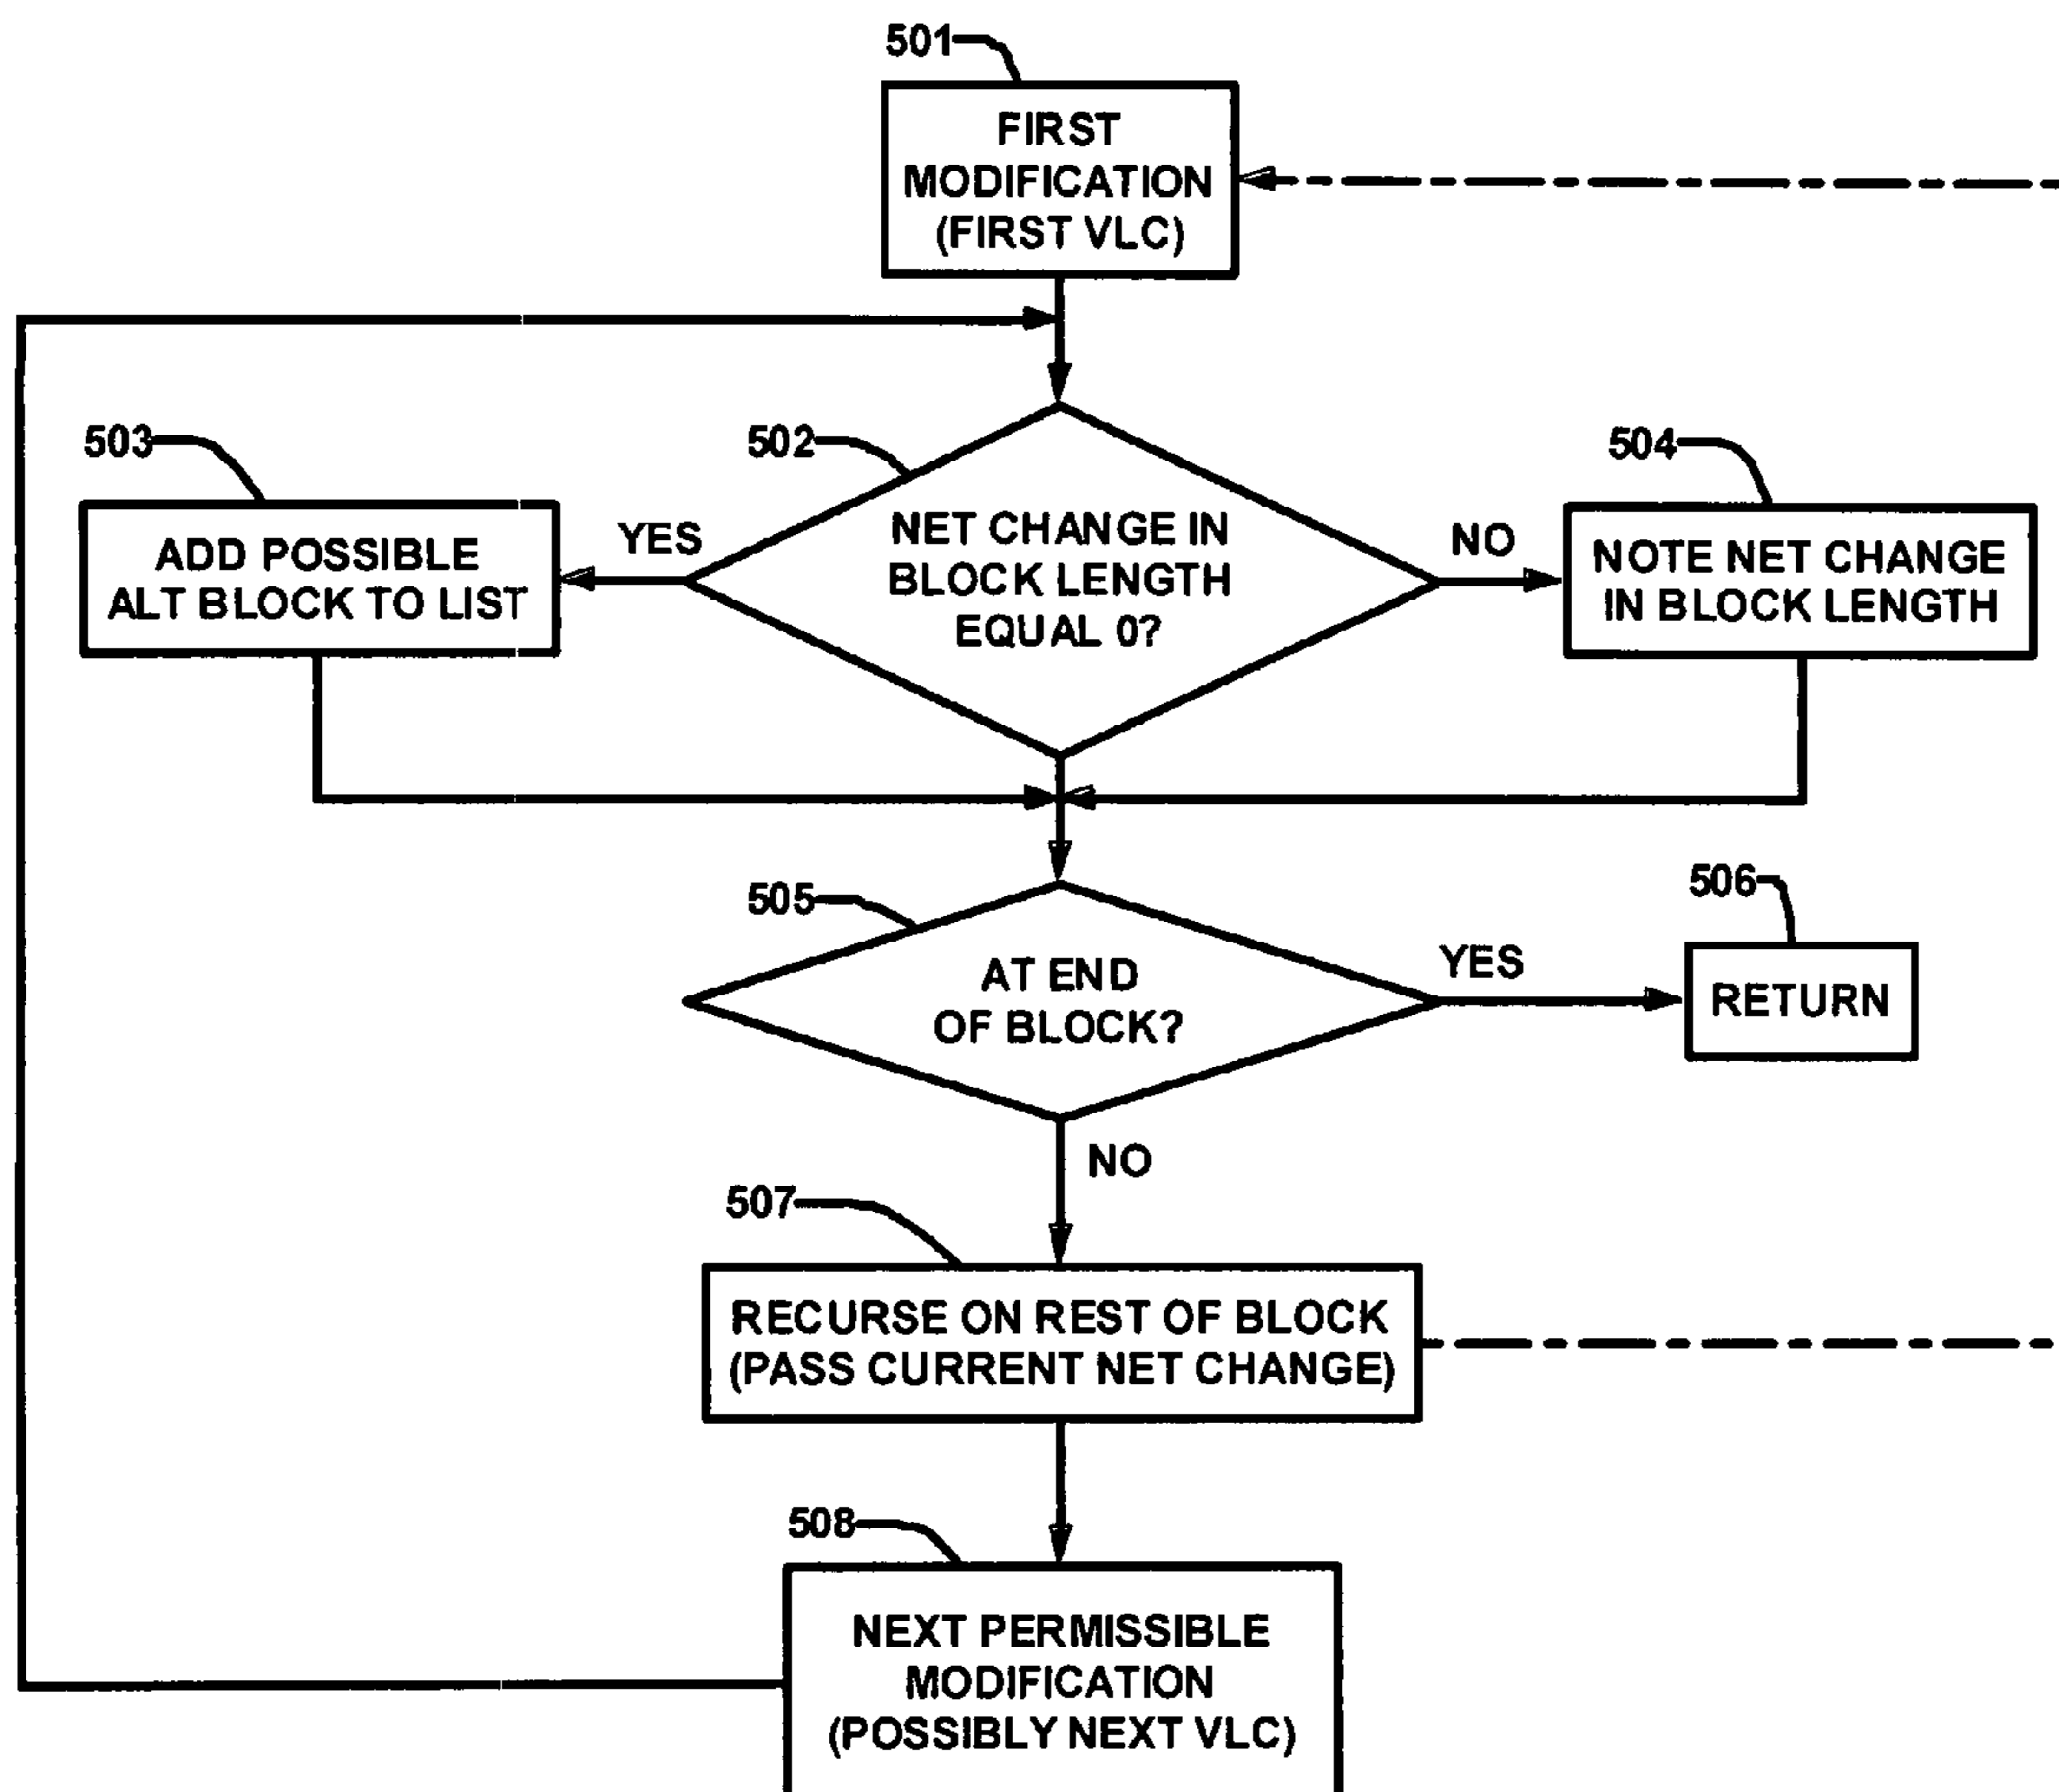 501
FIRST
MODIFICATION
(FIRST VLC)
503
502
504
ADD POSSIBLE
ALT BLOCK TO LIST
YES
NET CHANGE IN
BLOCK LENGTH
EQUAL 0?
NO
NOTE NET CHANGE
IN BLOCK LENGTH
505
506
AT END
OF BLOCK?
YES
RETURN
NO
507
RECURSE ON REST OF BLOCK
(PASS CURRENT NET CHANGE)
508
NEXT PERMISSIBLE
MODIFICATION
(POSSIBLY NEXT VLC)